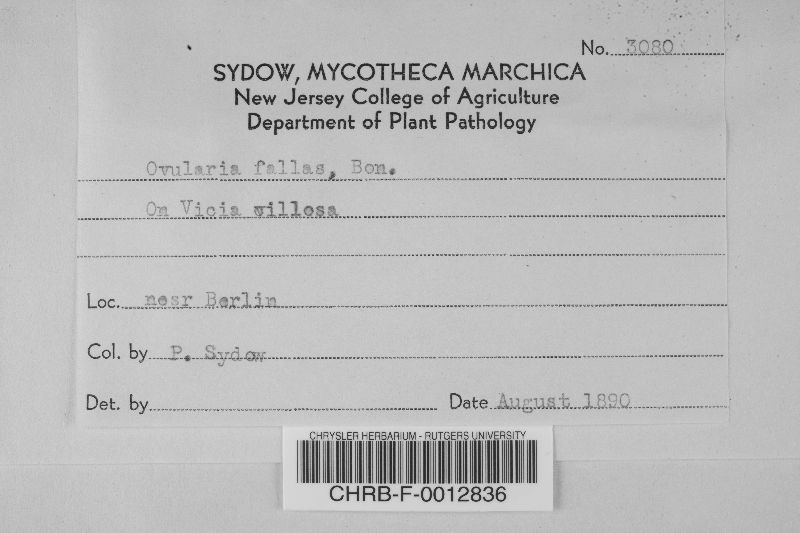 No. 3080
SYDOW, MYCOTHECA MARCHICA
New Jersey College of Agriculture
Department of Plant Pathology
Ovularia fallas, Bon.
On Vicia villosa
Loc. near Berlin
Col. by P. Sydow
Det. by
Date August 1890
CHRYSLER HERBARIUM - RUTGERS UNIVERSITY
CHRB-F-0012836